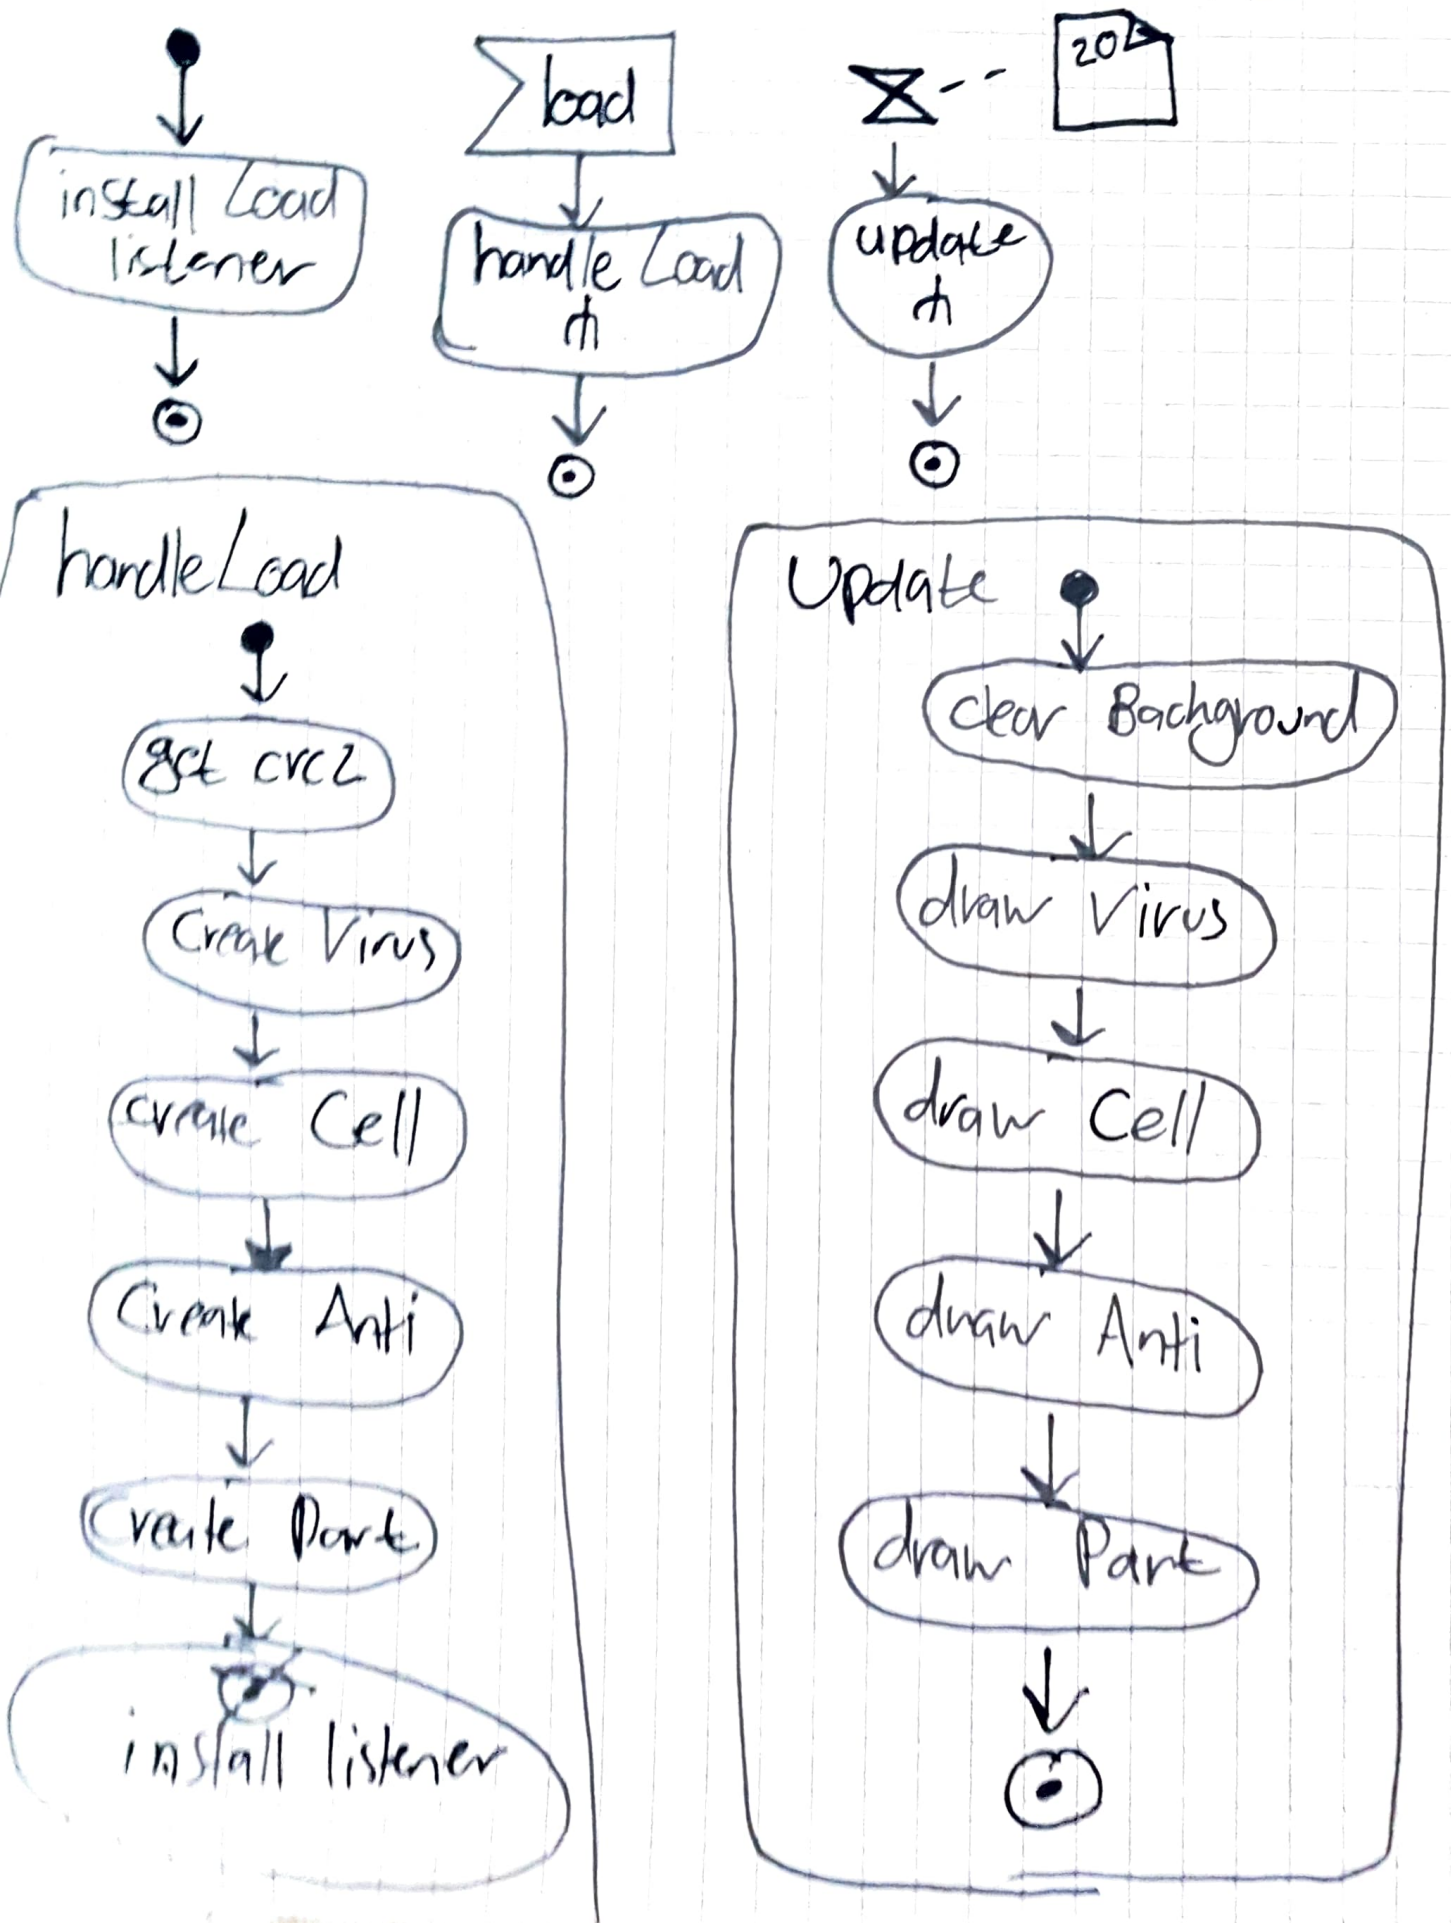 install Load
listener
load
handle Load
20
update
handleLoad
get crc2
Create Virus
create Cell
Create Anti
Create Part
install listener
Update
clear Background
draw Virus
draw Cell
draw Anti
draw Part